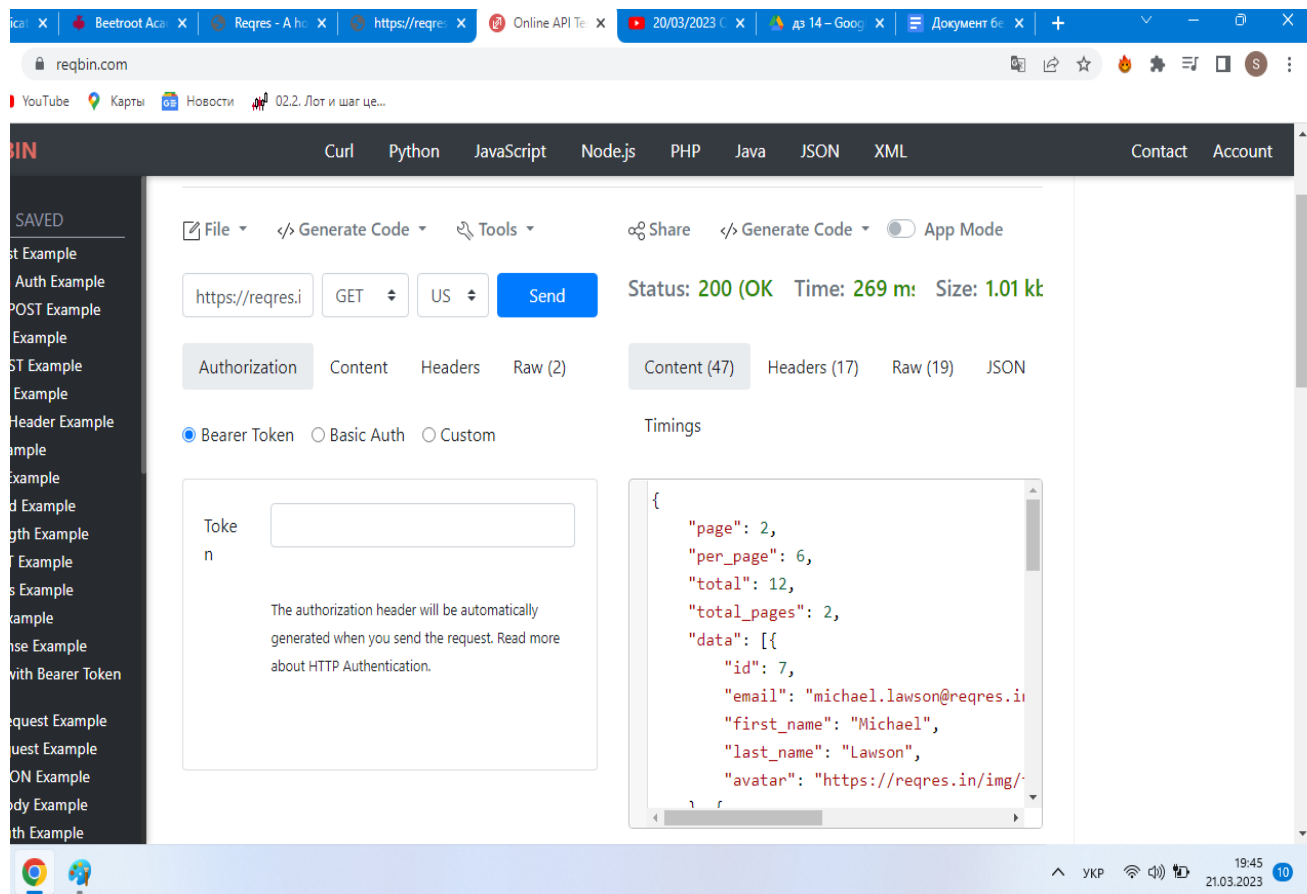 Beetroot Aca
Reqres - A ho
https://reqres
Online API Te
20/03/2023
дз 14 – Goog
Документ бе
reqbin.com
YouTube Карты Новости 02.2. Лот и шаг це...
BIN Curl Python JavaScript Node.js PHP Java JSON XML Contact Account
SAVED
st Example
Auth Example
POST Example
Example
ST Example
Example
Header Example
ample
Example
d Example
gth Example
T Example
s Example
xample
nse Example
with Bearer Token
equest Example
uest Example
ON Example
ody Example
uth Example
File Generate Code Tools
https://reqres.i GET US Send
Authorization Content Headers Raw (2)
Bearer Token Basic Auth Custom
Toke
n
The authorization header will be automatically
generated when you send the request. Read more
about HTTP Authentication.
Share Generate Code App Mode
Status: 200 (OK Time: 269 ms Size: 1.01 kb
Content (47) Headers (17) Raw (19) JSON
Timings
{
"page": 2,
"per_page": 6,
"total": 12,
"total_pages": 2,
"data": [{
"id": 7,
"email": "michael.lawson@reqres.in
"first_name": "Michael",
"last_name": "Lawson",
"avatar": "https://reqres.in/img/
}, {
УКР 19:45
21.03.2023 10